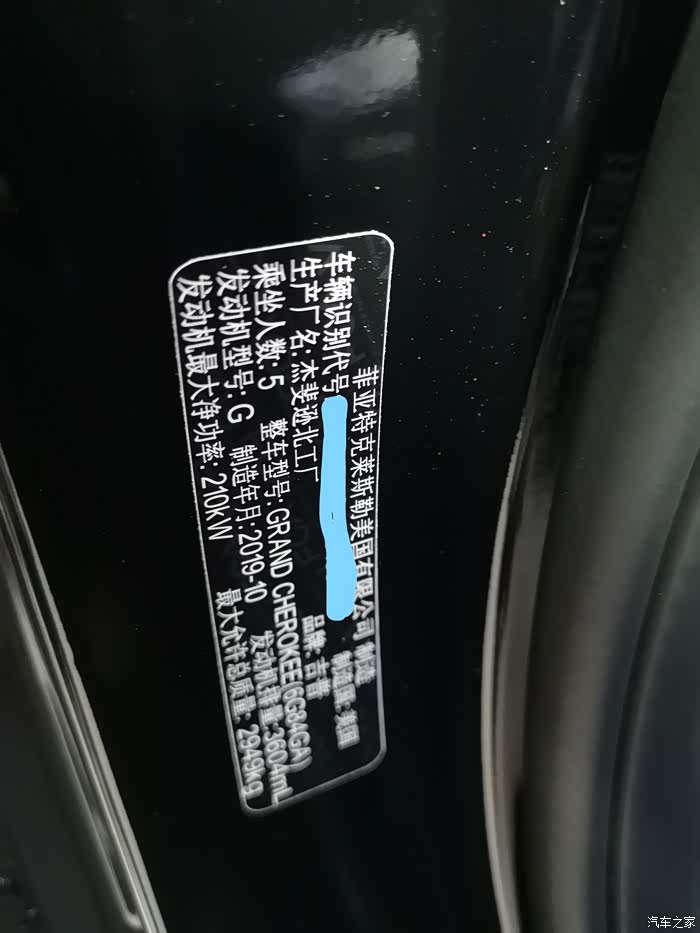 菲亚特克莱斯勒美国有限公司 制造
车辆识别代号 制造国: 美国
生产厂名: 杰斐逊北工厂 品牌: 吉普
乘坐人数: 5 整车型号: GRAND CHEROKEE(6G84GA)
发动机型号: G 制造年月: 2019-10 发动机排量: 3604mL
发动机最大净功率: 210kW 最大允许总质量: 2949kg
汽车之家